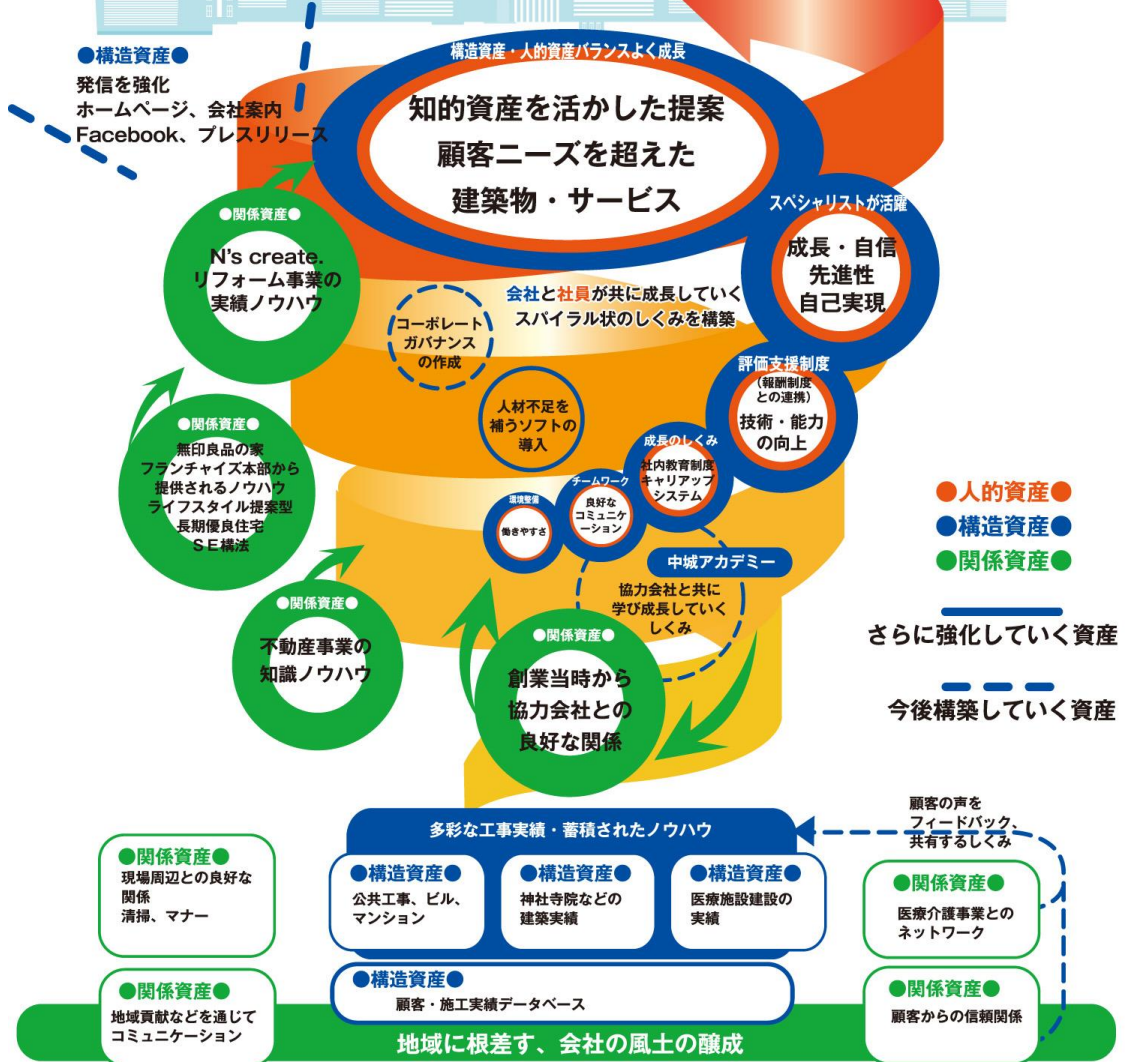 ●構造資産●
発信を強化
ホームページ、会社案内
Facebook、プレスリリース
構造資産・人的資産バランスよく成長
知的資産を活かした提案
顧客ニーズを超えた
建築物・サービス
スペシャリストが活躍
成長・自信
先進性
自己実現
●関係資産●
N's create.
リフォーム事業の
実績ノウハウ
会社と社員が共に成長していく
スパイラル状のしくみを構築
コーポレート
ガバナンス
の作成
評価支援制度
(報酬制度
との連携)
技術・能力
の向上
人材不足を
補うソフトの
導入
成長のしくみ
社内教育制度
キャリアップ
システム
チームワーク
良好な
コミュニケ
ーション
環境整備
働きやすさ
●関係資産●
無印良品の家
フランチャイズ本部から
提供されるノウハウ
ライフスタイル提案型
長期優良住宅
SE構法
●人的資産●
●構造資産●
●関係資産●
さらに強化していく資産
今後構築していく資産
中城アカデミー
協力会社と共に
学び成長していく
しくみ
●関係資産●
不動産事業の
知識ノウハウ
●関係資産●
創業当時から
協力会社との
良好な関係
顧客の声を
フィードバック、
共有するしくみ
多彩な工事実績・蓄積されたノウハウ
●関係資産●
現場周辺との良好な
関係
清掃、マナー
●構造資産●
公共工事、ビル、
マンション
●構造資産●
神社寺院などの
建築実績
●構造資産●
医療施設建設の
実績
●関係資産●
医療介護事業との
ネットワーク
●関係資産●
地域貢献などを通じて
コミュニケーション
●構造資産●
顧客・施工実績データベース
●関係資産●
顧客からの信頼関係
地域に根差す、会社の風土の醸成